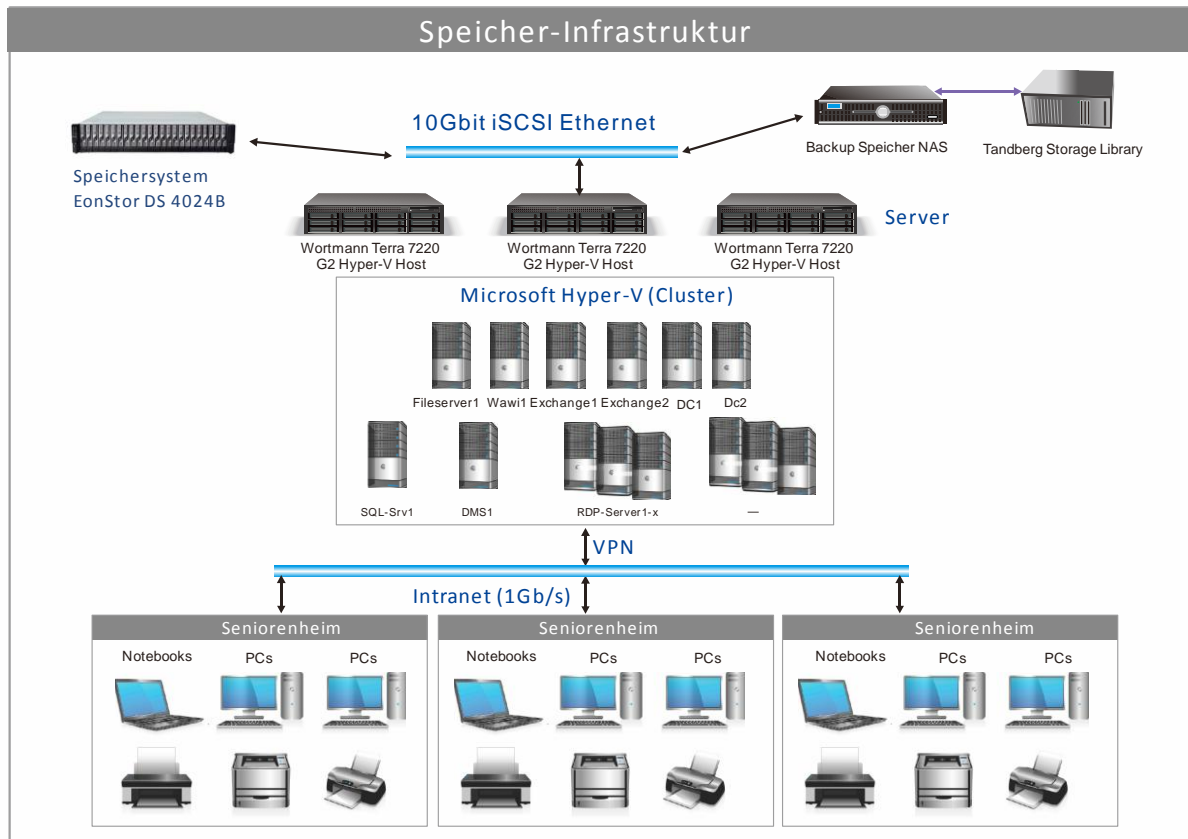 Speicher-Infrastruktur
10Gbit iSCSI Ethernet
Backup Speicher NAS
Tandberg Storage Library
Speichersystem
EonStor DS 4024B
Server
Wortmann Terra 7220
G2 Hyper-V Host
Wortmann Terra 7220
G2 Hyper-V Host
Wortmann Terra 7220
G2 Hyper-V Host
Microsoft Hyper-V (Cluster)
Fileserver1 Wawi1 Exchange1 Exchange2 DC1 Dc2
SQL-Srv1 DMS1 RDP-Server1-x —
VPN
Intranet (1Gb/s)
Seniorenheim
Notebooks PCs PCs
Seniorenheim
Notebooks PCs PCs
Seniorenheim
Notebooks PCs PCs